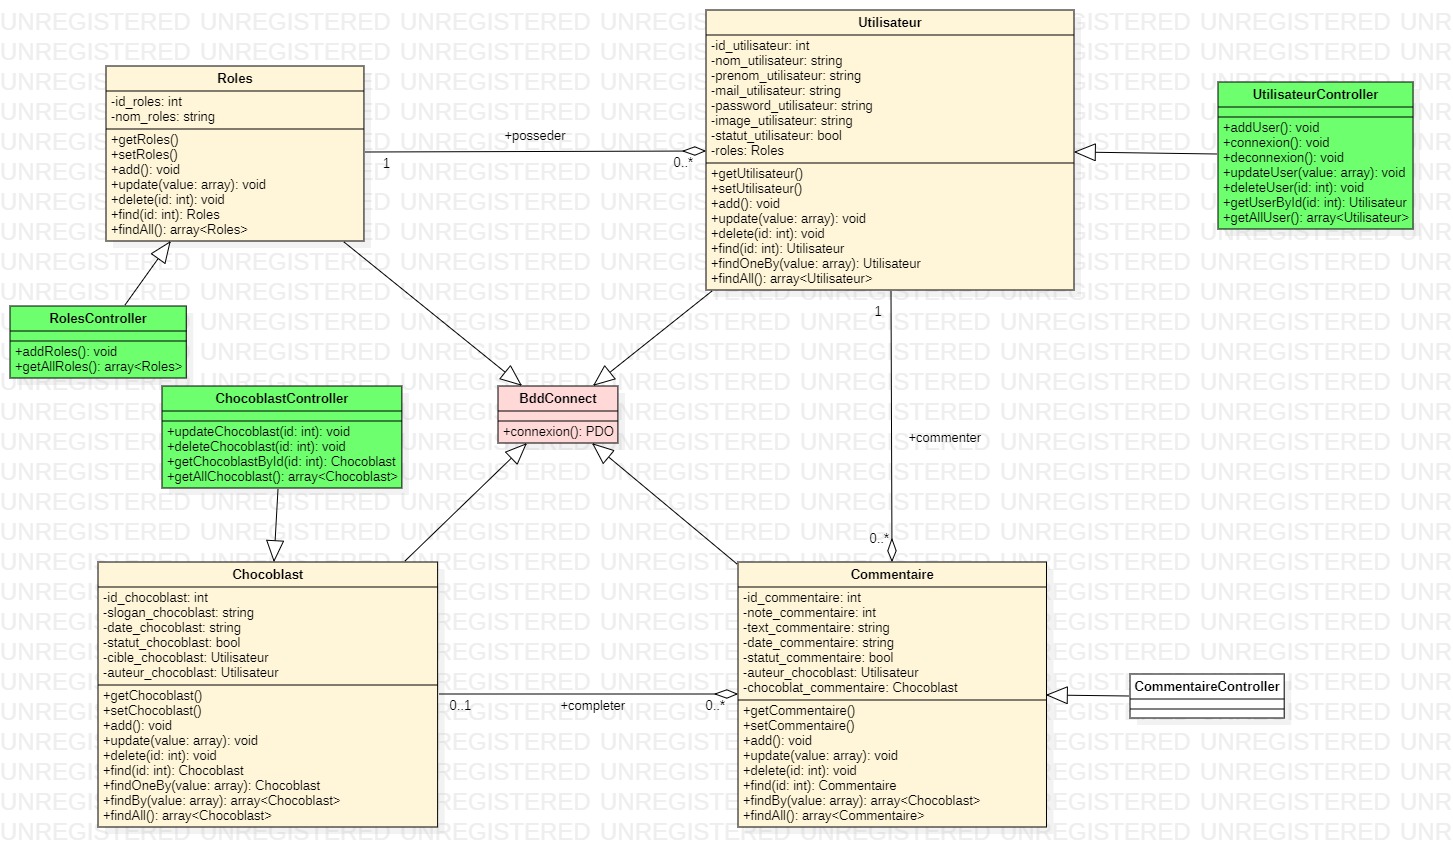 Utilisateur
-id_utilisateur: int
-nom_utilisateur: string
-prenom_utilisateur: string
-mail_utilisateur: string
-password_utilisateur: string
-image_utilisateur: string
-statut_utilisateur: bool
-roles: Roles
+getUtilisateur()
+setUtilisateur()
+add(): void
+update(value: array): void
+delete(id: int): void
+find(id: int): Utilisateur
+findOneBy(value: array): Utilisateur
+findAll(): array<Utilisateur>
Roles
-id_roles: int
-nom_roles: string
+getRoles()
+setRoles()
+add(): void
+update(value: array): void
+delete(id: int): void
+find(id: int): Roles
+findAll(): array<Roles>
+posseder
1
0..*
UtilisateurController
+addUser(): void
+connexion(): void
+deconnexion(): void
+updateUser(value: array): void
+deleteUser(id: int): void
+getUserById(id: int): Utilisateur
+getAllUser(): array<Utilisateur>
RolesController
+addRoles(): void
+getAllRoles(): array<Roles>
ChocoblastController
+updateChocoblast(id: int): void
+deleteChocoblast(id: int): void
+getChocoblastById(id: int): Chocoblast
+getAllChocoblast(): array<Chocoblast>
BddConnect
+connexion(): PDO
1
+commenter
0..*
Chocoblast
-id_chocoblast: int
-slogan_chocoblast: string
-date_chocoblast: string
-statut_chocoblast: bool
-cible_chocoblast: Utilisateur
-auteur_chocoblast: Utilisateur
+getChocoblast()
+setChocoblast()
+add(): void
+update(value: array): void
+delete(id: int): void
+find(id: int): Chocoblast
+findOneBy(value: array): Chocoblast
+findBy(value: array): array<Chocoblast>
+findAll(): array<Chocoblast>
0..1
+completer
0..*
Commentaire
-id_commentaire: int
-note_commentaire: int
-text_commentaire: string
-date_commentaire: string
-statut_commentaire: bool
-auteur_chocoblast: Utilisateur
-chocoblat_commentaire: Chocoblast
+getCommentaire()
+setCommentaire()
+add(): void
+update(value: array): void
+delete(id: int): void
+find(id: int): Commentaire
+findBy(value: array): array<Chocoblast>
+findAll(): array<Commentaire>
CommentaireController
UNREGISTERED